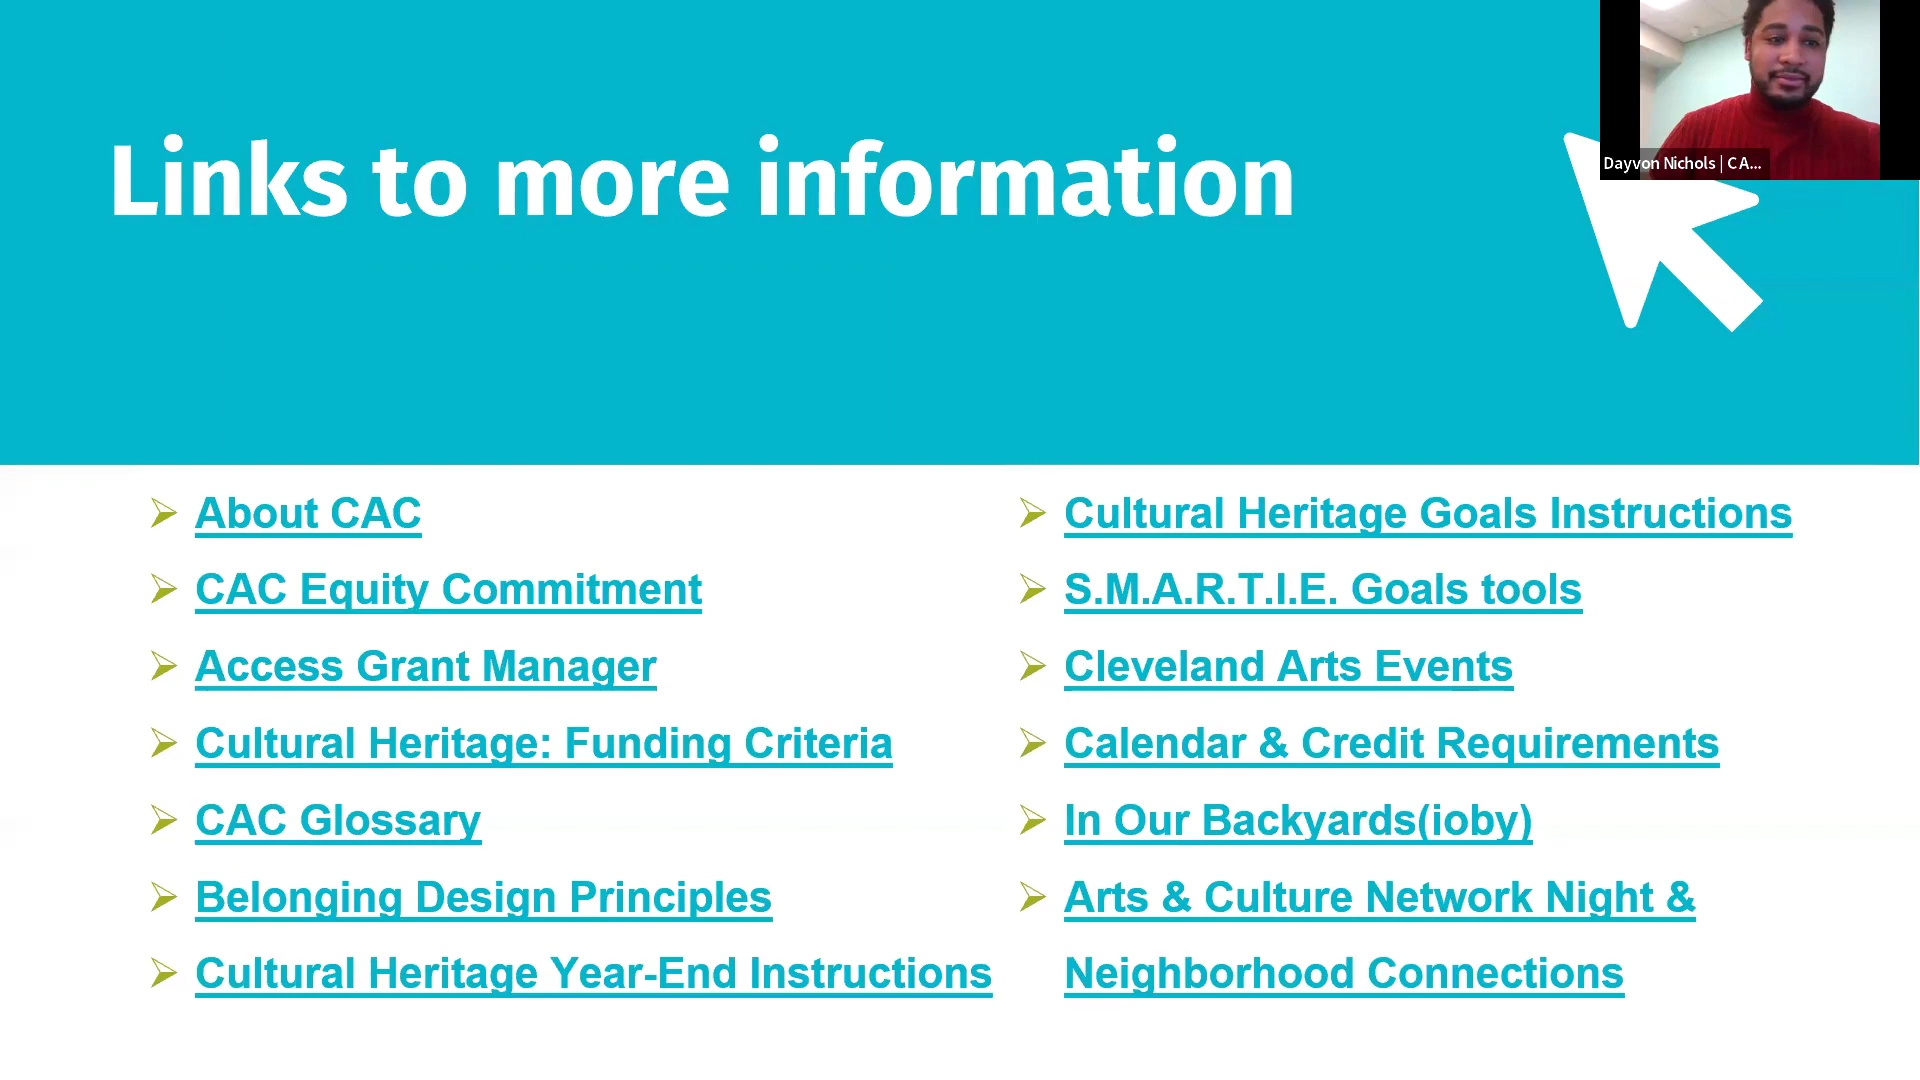 Links to more information
Dayvon Nichols | C A...
About CAC
CAC Equity Commitment
Access Grant Manager
Cultural Heritage: Funding Criteria
CAC Glossary
Belonging Design Principles
Cultural Heritage Year-End Instructions
Cultural Heritage Goals Instructions
S.M.A.R.T.I.E. Goals tools
Cleveland Arts Events
Calendar & Credit Requirements
In Our Backyards(ioby)
Arts & Culture Network Night &
Neighborhood Connections